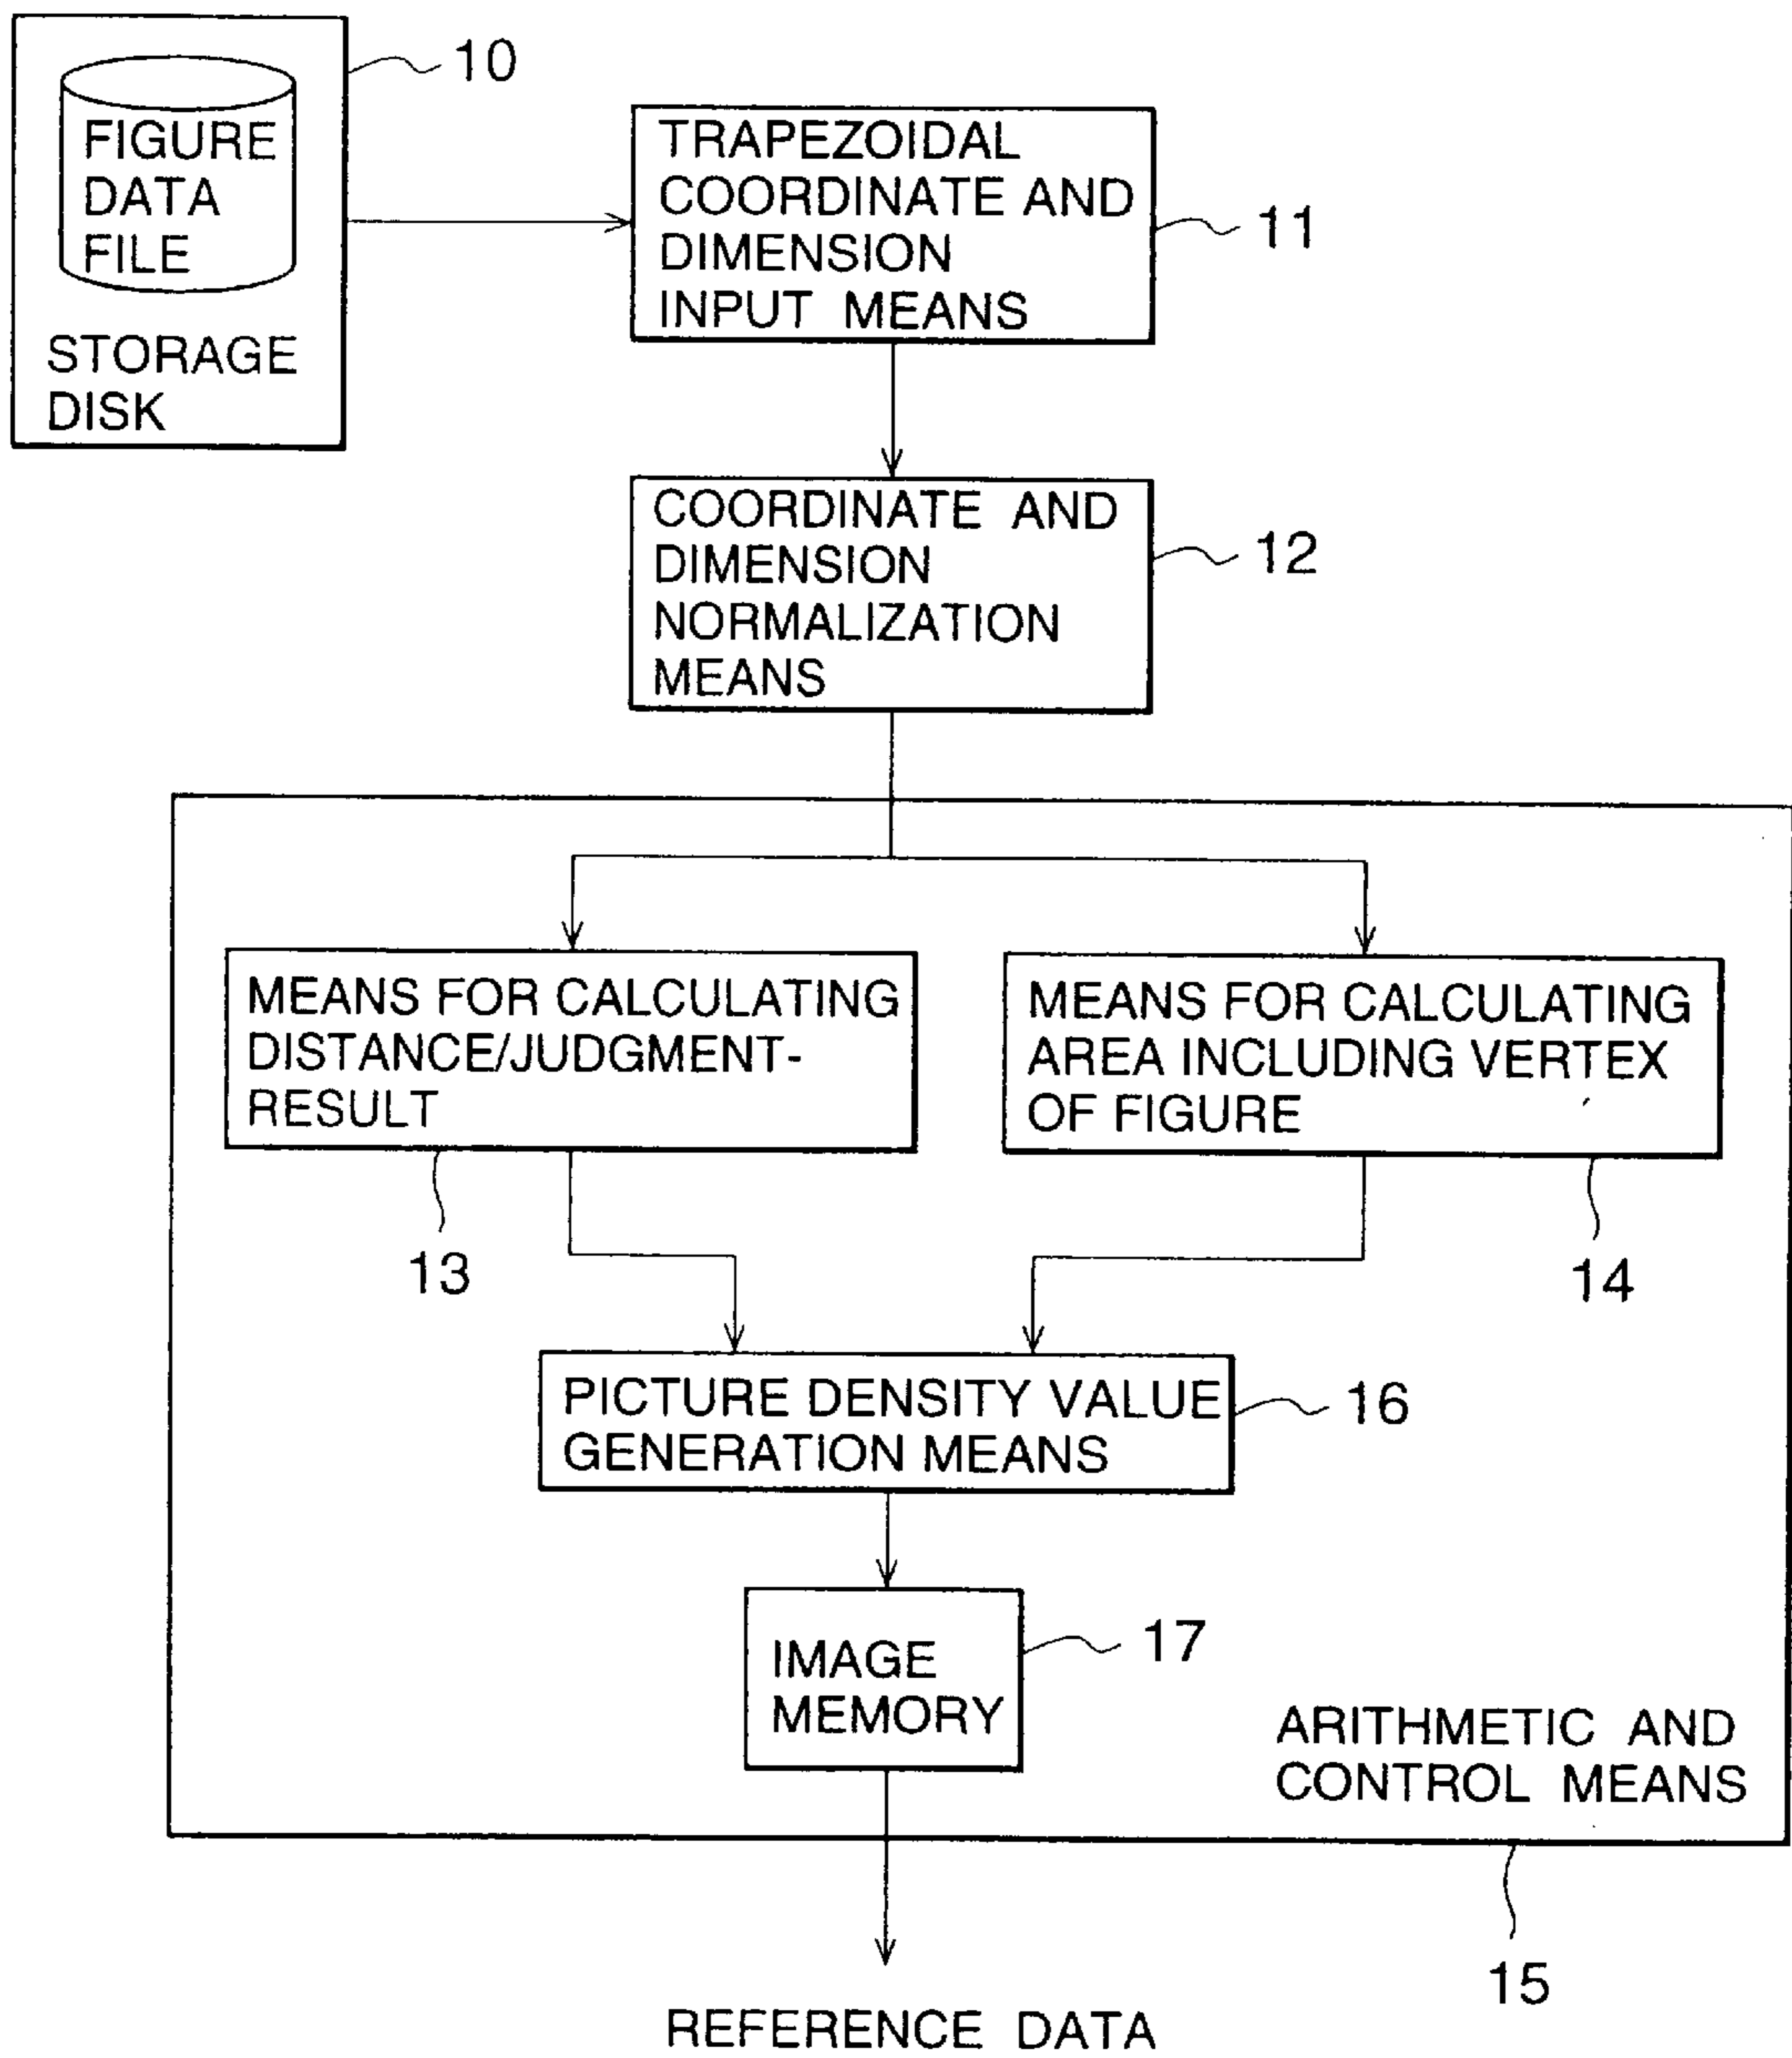 10
FIGURE
DATA
FILE
STORAGE
DISK
TRAPEZOIDAL
COORDINATE AND
DIMENSION
INPUT MEANS
11
COORDINATE AND
DIMENSION
NORMALIZATION
MEANS
12
MEANS FOR CALCULATING
DISTANCE/JUDGMENT-
RESULT
13
MEANS FOR CALCULATING
AREA INCLUDING VERTEX
OF FIGURE
14
PICTURE DENSITY VALUE
GENERATION MEANS
16
IMAGE
MEMORY
17
ARITHMETIC AND
CONTROL MEANS
15
REFERENCE DATA